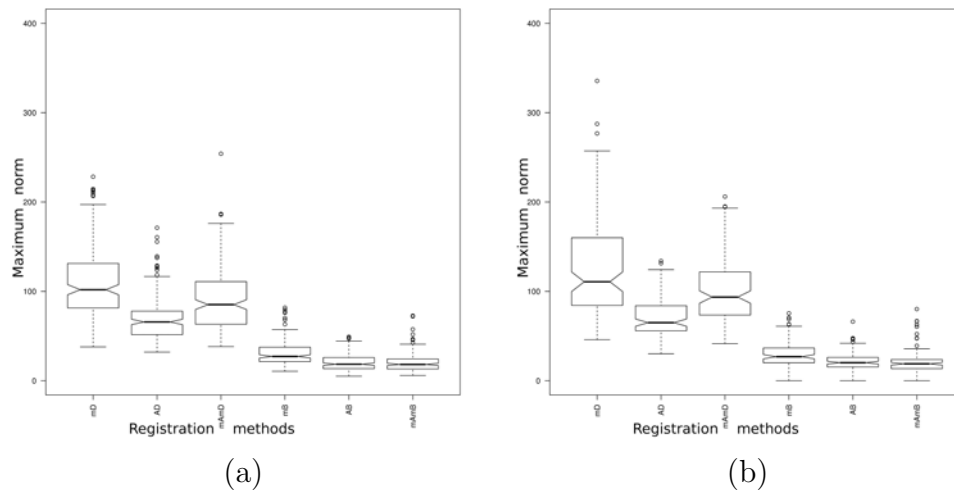 400
300
200
100
0
Maximum norm
mD AD mAmD mB AB mAmB
Registration methods
(a)
400
300
200
100
0
Maximum norm
mD AD mAmD mB AB mAmB
Registration methods
(b)